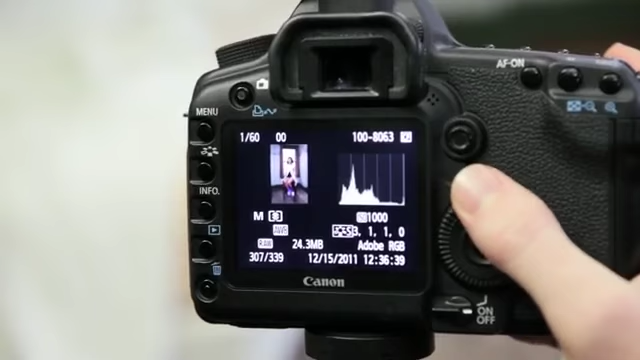 AF-ON
MENU
1/60 00 100-8063
INFO.
M ISO 1000
AWB 3, 1, 1, 0
RAW 24.3MB Adobe RGB
307/339 12/15/2011 12:36:39
Canon
ON
OFF